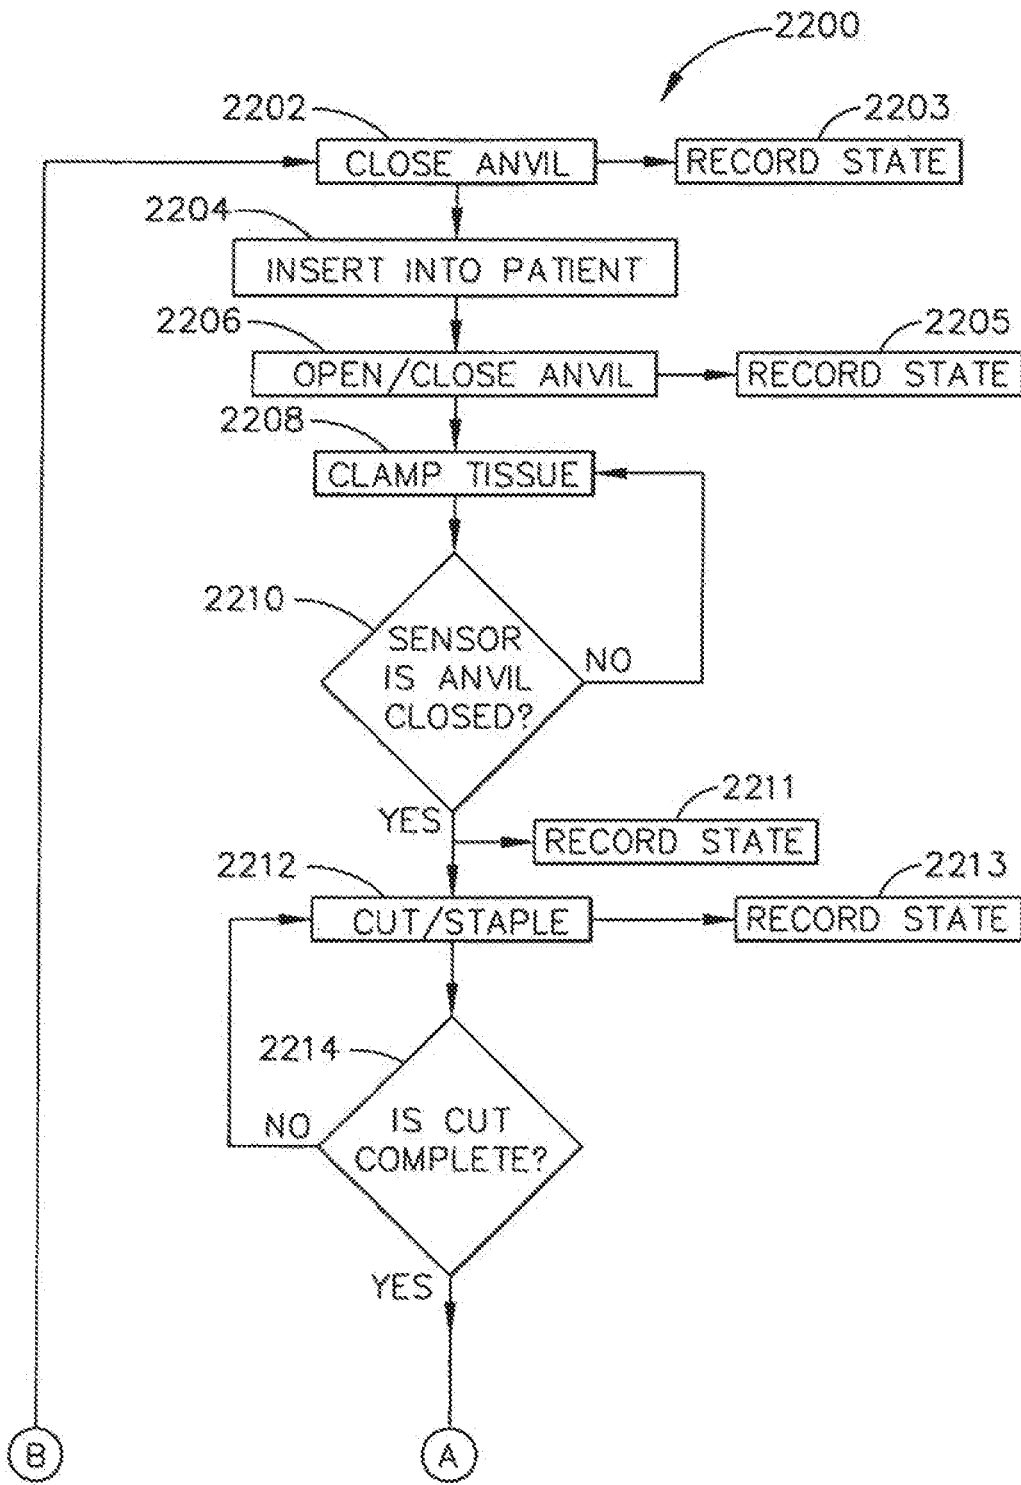 2200
2202
2203
CLOSE ANVIL
RECORD STATE
2204
INSERT INTO PATIENT
2206
2205
OPEN/CLOSE ANVIL
RECORD STATE
2208
CLAMP TISSUE
2210
SENSOR
IS ANVIL
CLOSED?
NO
YES
2211
RECORD STATE
2212
2213
CUT/STAPLE
RECORD STATE
2214
IS CUT
COMPLETE?
NO
YES
B
A